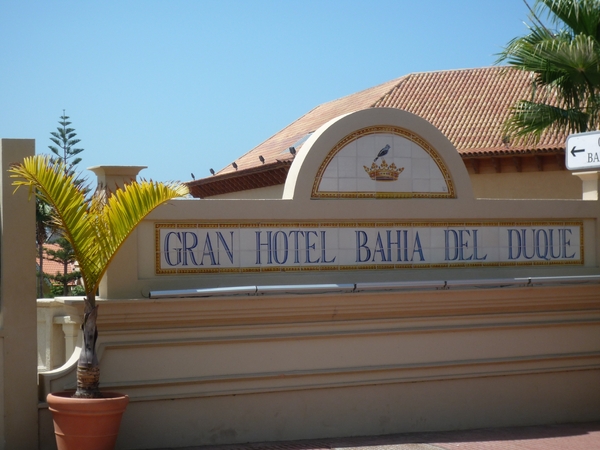 GRAN HOTEL BAHIA DEL DUQUE